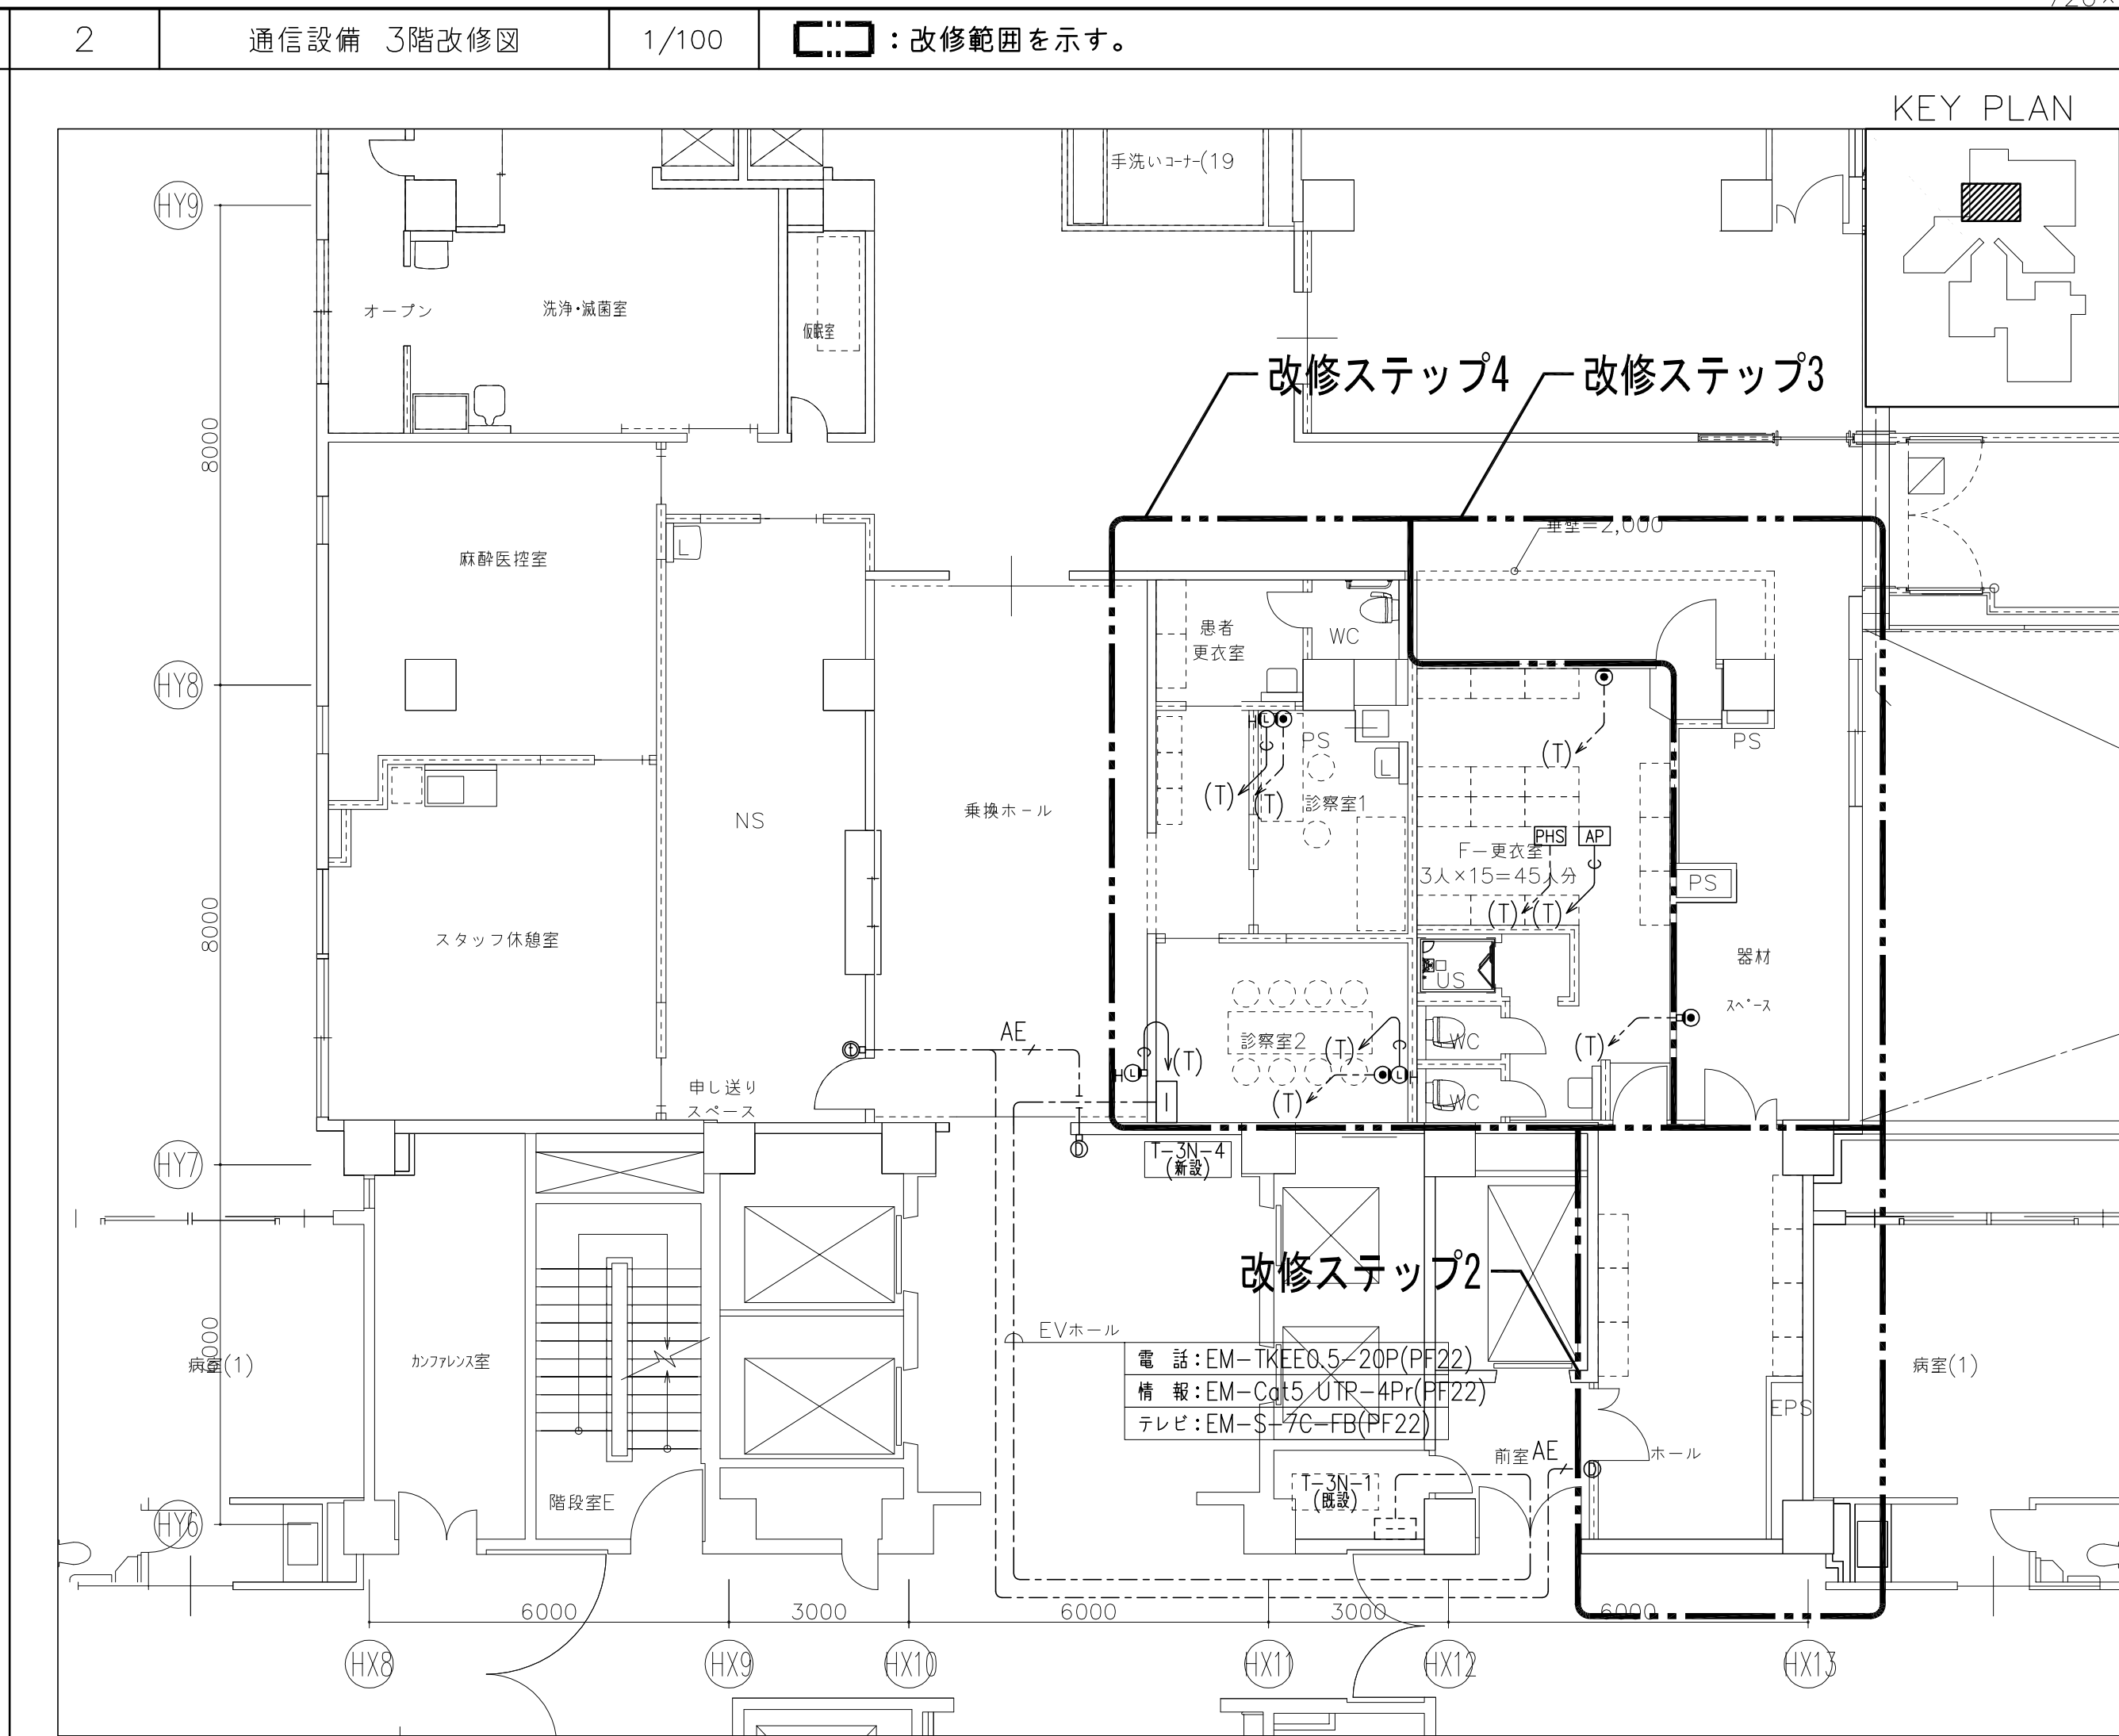 2
通信設備 3階改修図
1/100
：改修範囲を示す。
KEY PLAN
手洗いコーナー(19
HY9
オープン
洗浄・滅菌室
仮眠室
改修ステップ4
改修ステップ3
8000
垂壁=2,000
L
麻酔医控室
患者
更衣室
WC
HY8
PS
PS
L
(T)
L
C
(T)
(T)
診察室1
NS
乗換ホール
PHS
AP
F－更衣室
3人×15＝45人分
C
PS
(T)
(T)
8000
スタッフ休憩室
器材
スペース
US
AE
診察室2
WC
C
(T)
(T)
C
(T)
L
L
(T)
I
WC
申し送り
スペース
HY7
D
T-3N-4
(新設)
改修ステップ2
8000
病室(1)
カンファレンス室
EVホール
電 話：EM-TKEE0.5-20P(PF22)
情 報：EM-Cat5 UTP-4Pr(PF22)
テレビ：EM-S-7C-FB(PF22)
病室(1)
EPS
前室
AE
ホール
D
T-3N-1
(既設)
階段室E
HY6
6000
3000
6000
3000
6000
HX8
HX9
HX10
HX11
HX12
HX13